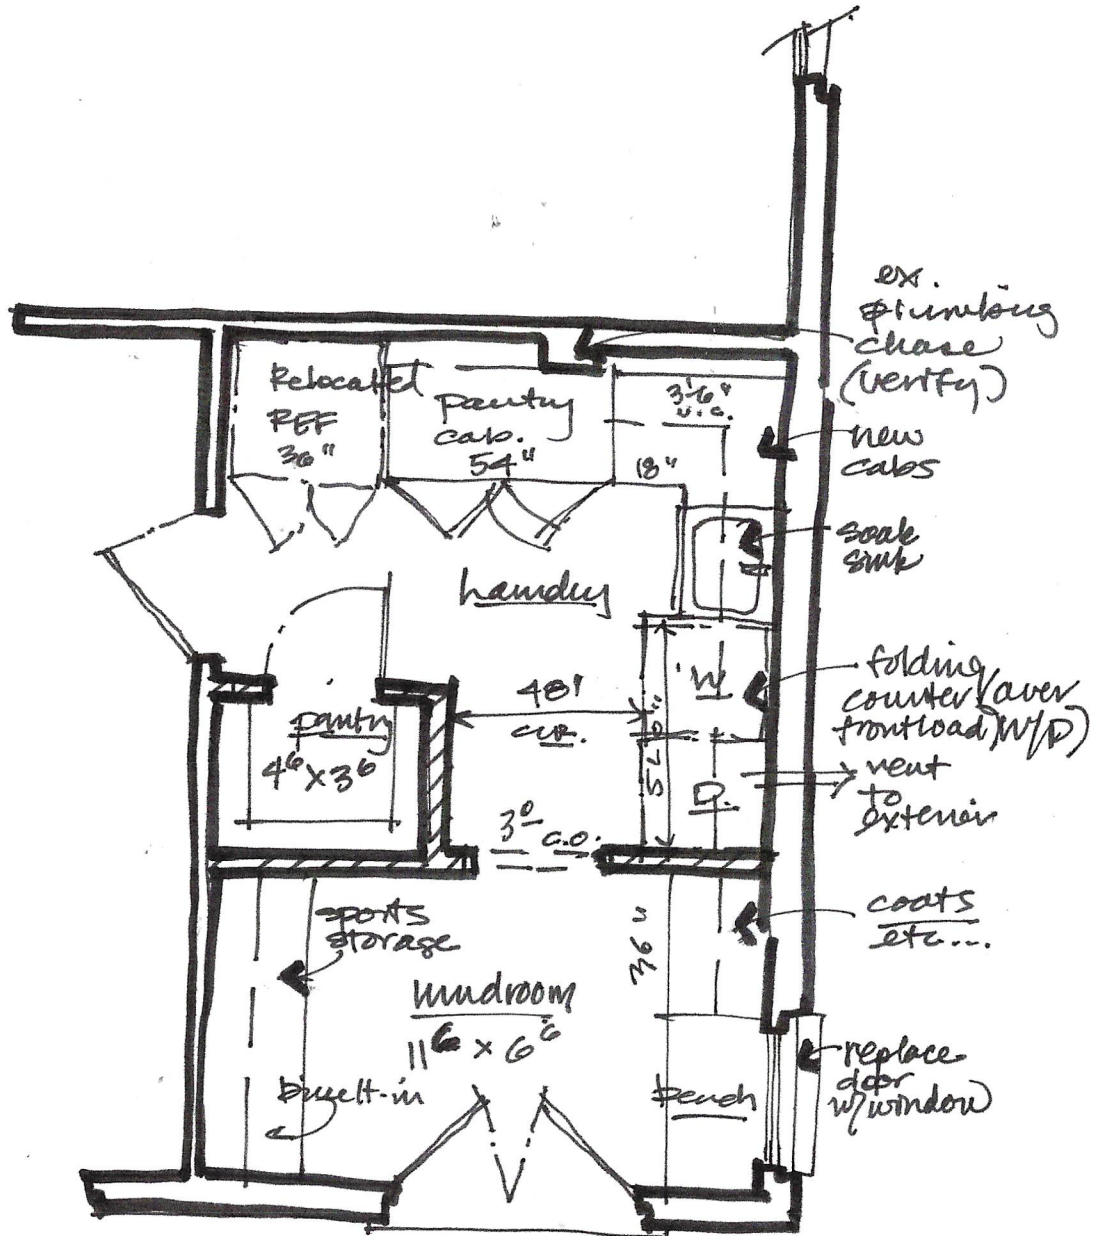 ex.
plumbing
chase
(verify)
Relocated
REF
36"
pantry
cab.
54"
3'6"
u.c.
18"
new
cabs
soak
sink
Laundry
W
folding
counter (over
frontload) W/D)
48"
clr.
pantry
4⁶ x 3⁶
D.
vent
to
exterior
3⁰ c.o.
coats
etc...
sports
storage
36"
mudroom
11⁶ x 6⁶
replace
door
w/window
built-in
bench